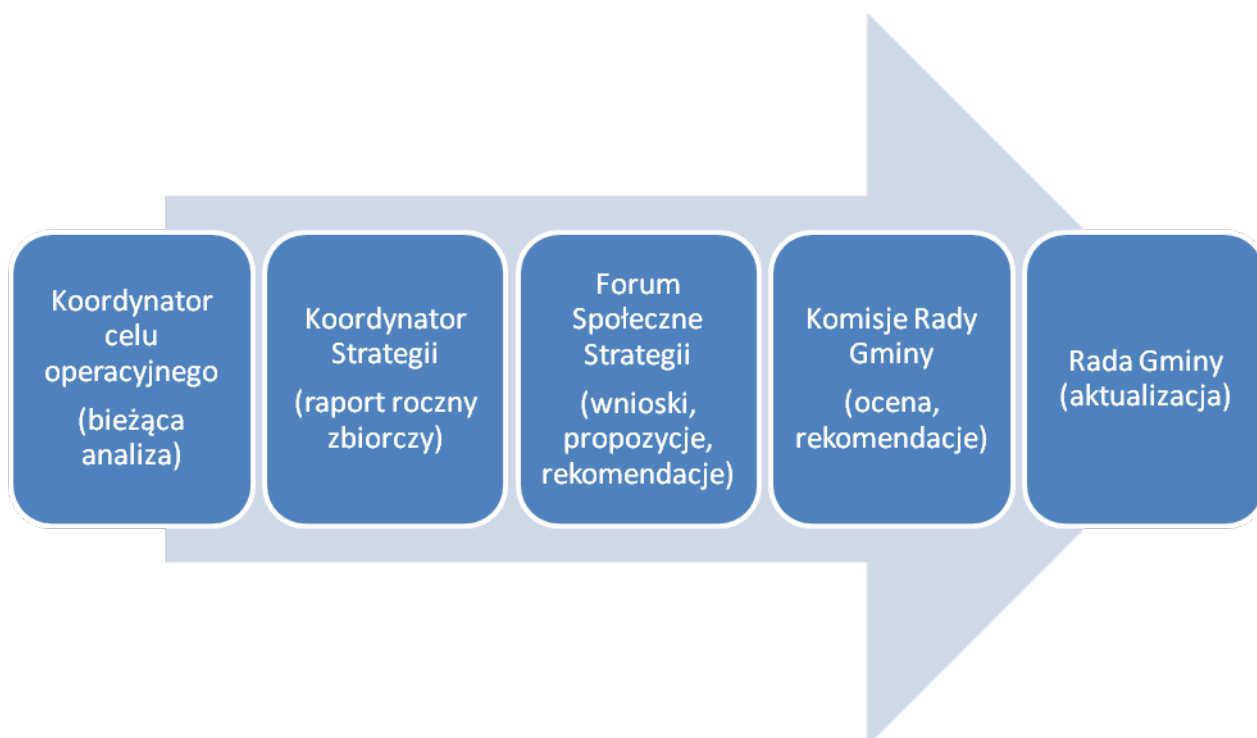 Koordynator
celu
operacyjnego
(bieżąca
analiza)
Koordynator
Strategii
(raport roczny
zbiorczy)
Forum
Społeczne
Strategii
(wnioski,
propozycje,
rekomendacje)
Komisje Rady
Gminy
(ocena,
rekomendacje)
Rada Gminy
(aktualizacja)